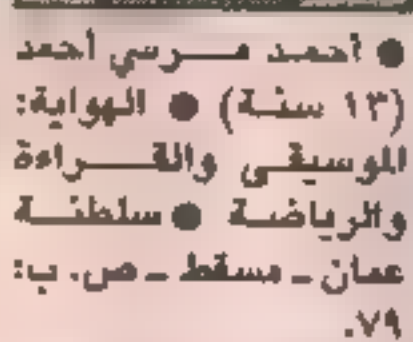 ● أحمد مرسي أحمد
(١٣ سنة) ● الهواية:
الموسيقى والقراءة
والرياضة ● سلطنة
عمان ـ مسقط ـ ص. ب:
٧٩.